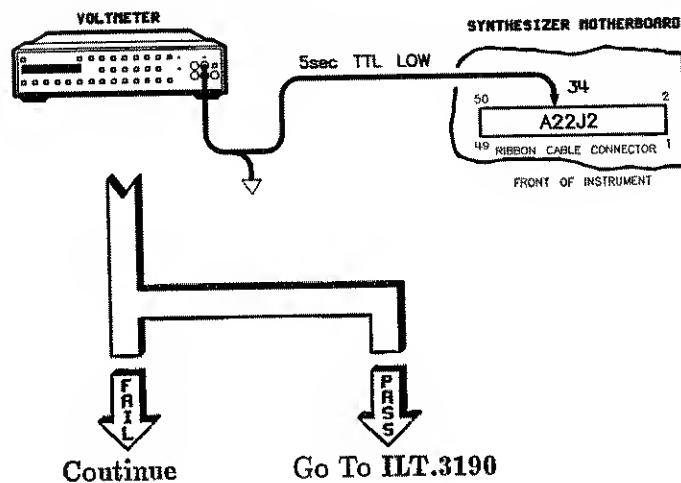 VOLTMETER
SYNTHESIZER MOTHERBOARD
5sec TTL LOW
34
50
2
A22J2
49 RIBBON CABLE CONNECTOR 1
FRONT OF INSTRUMENT
FAIL
PASS
Coutinue
Go To ILT.3190